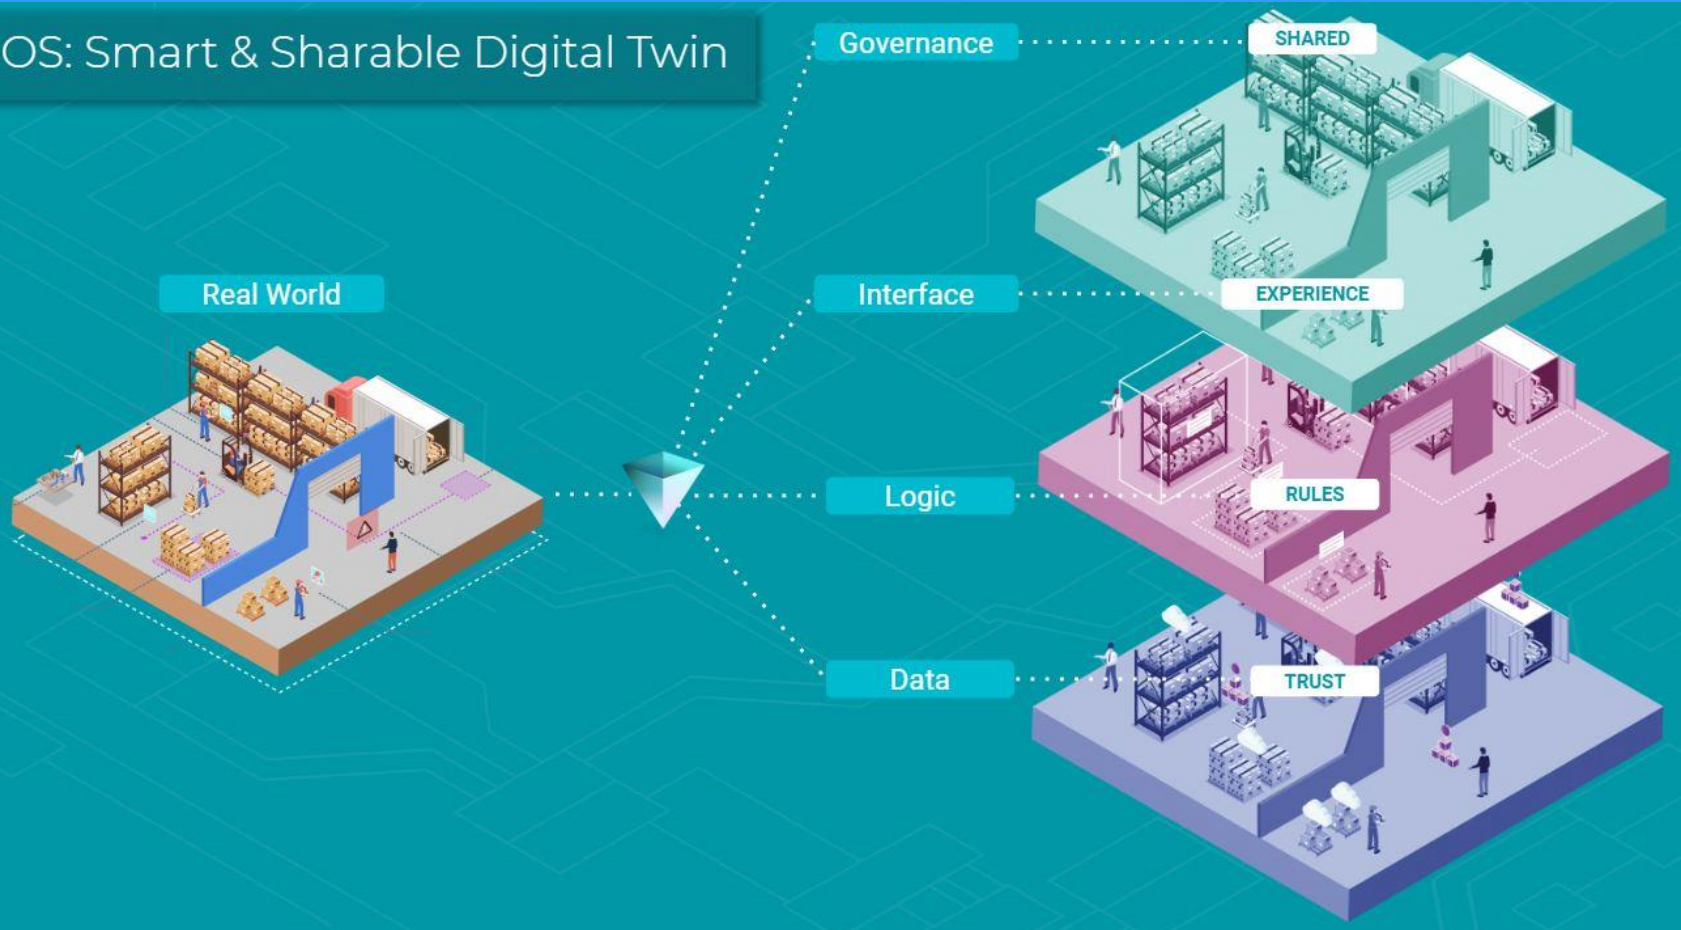 OS: Smart & Sharable Digital Twin
Governance
SHARED
Real World
Interface
EXPERIENCE
Logic
RULES
Data
TRUST